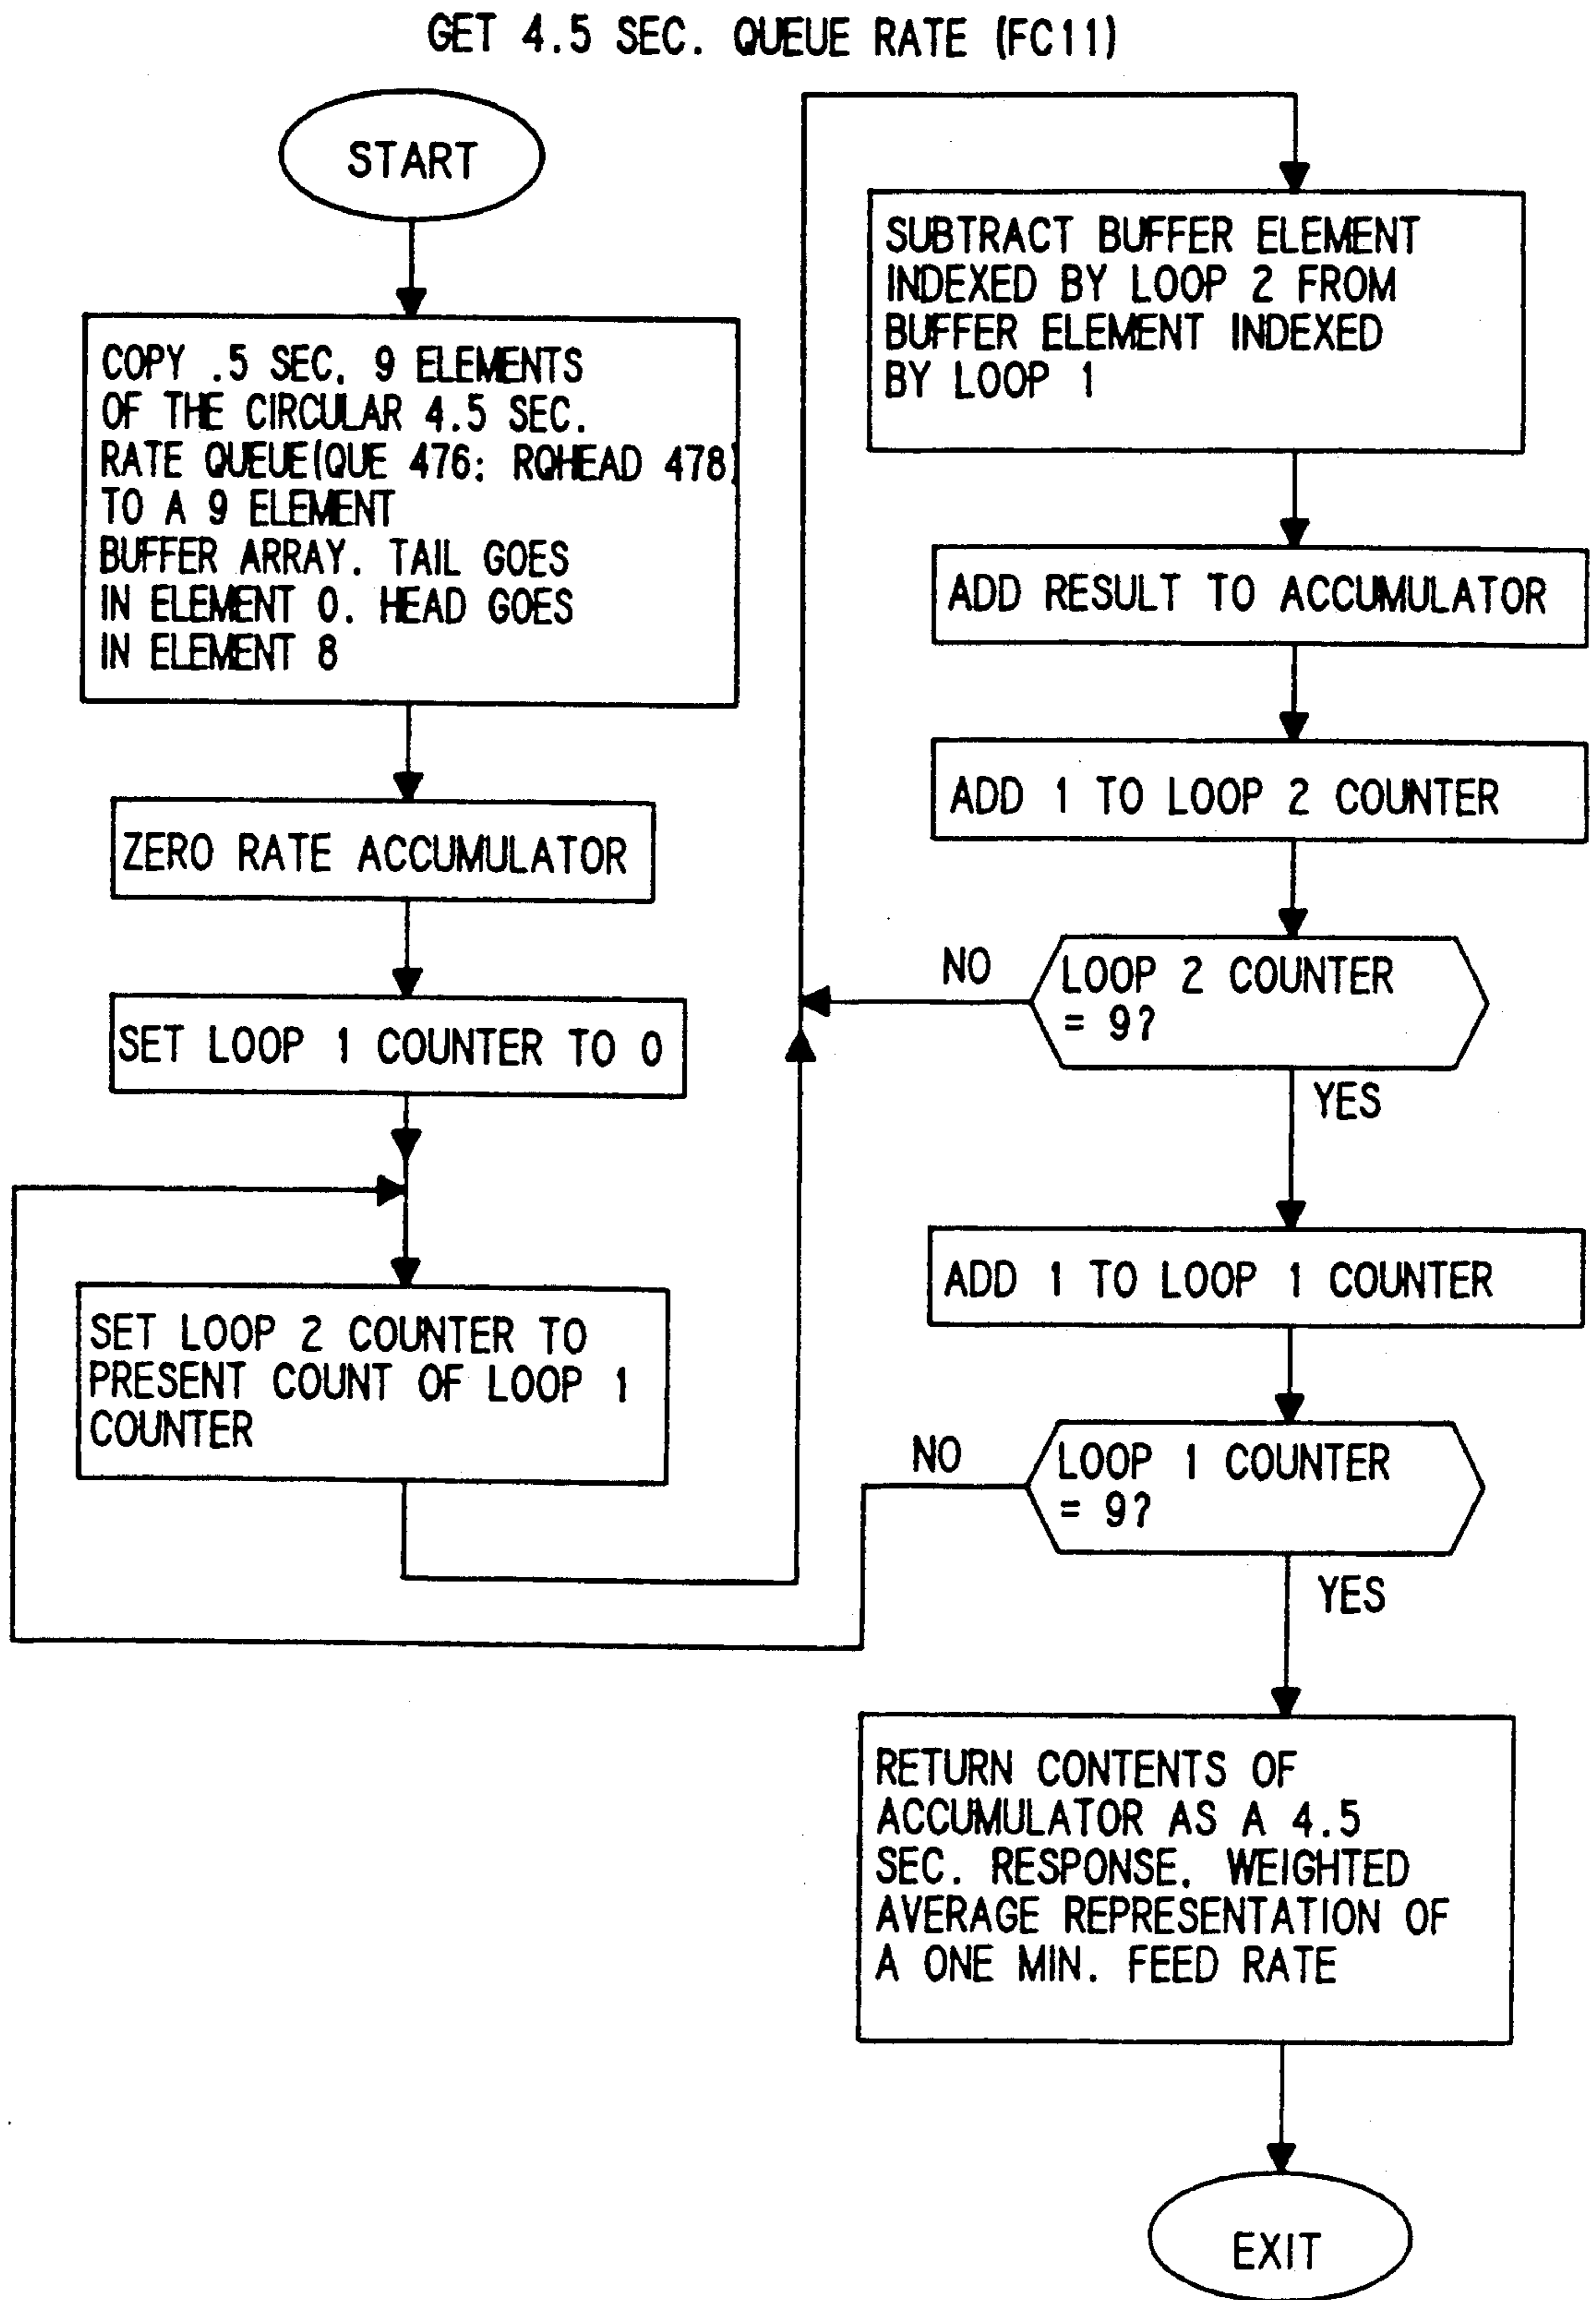 GET 4.5 SEC. QUEUE RATE (FC11)
START
COPY .5 SEC. 9 ELEMENTS
OF THE CIRCULAR 4.5 SEC.
RATE QUEUE(QUE 476: RQHEAD 478)
TO A 9 ELEMENT
BUFFER ARRAY. TAIL GOES
IN ELEMENT 0. HEAD GOES
IN ELEMENT 8
ZERO RATE ACCUMULATOR
SET LOOP 1 COUNTER TO 0
SET LOOP 2 COUNTER TO
PRESENT COUNT OF LOOP 1
COUNTER
SUBTRACT BUFFER ELEMENT
INDEXED BY LOOP 2 FROM
BUFFER ELEMENT INDEXED
BY LOOP 1
ADD RESULT TO ACCUMULATOR
ADD 1 TO LOOP 2 COUNTER
NO
LOOP 2 COUNTER
= 9?
YES
ADD 1 TO LOOP 1 COUNTER
NO
LOOP 1 COUNTER
= 9?
YES
RETURN CONTENTS OF
ACCUMULATOR AS A 4.5
SEC. RESPONSE. WEIGHTED
AVERAGE REPRESENTATION OF
A ONE MIN. FEED RATE
EXIT